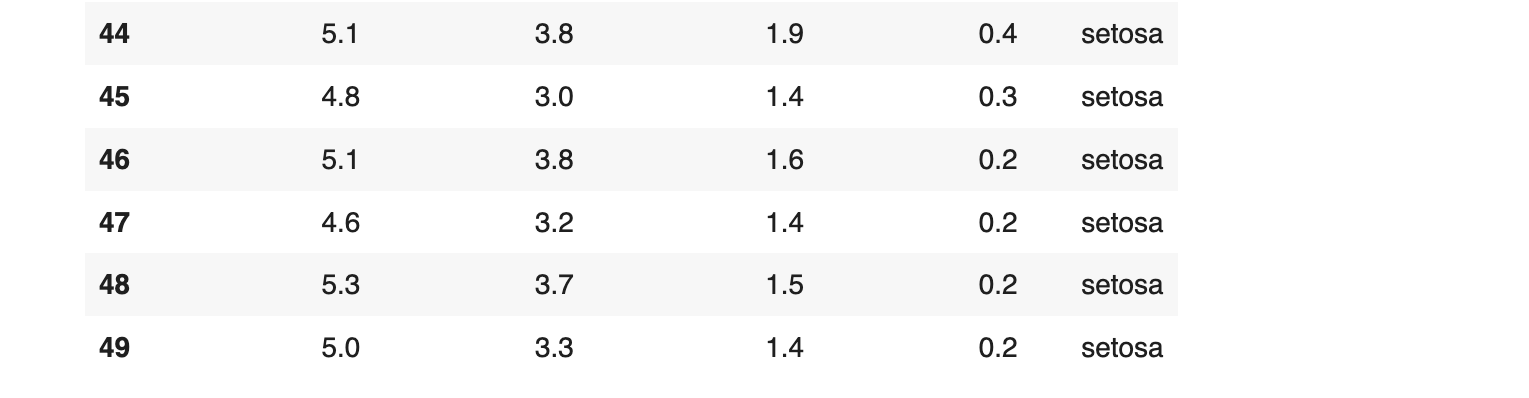 44 5.1 3.8 1.9 0.4 setosa
45 4.8 3.0 1.4 0.3 setosa
46 5.1 3.8 1.6 0.2 setosa
47 4.6 3.2 1.4 0.2 setosa
48 5.3 3.7 1.5 0.2 setosa
49 5.0 3.3 1.4 0.2 setosa